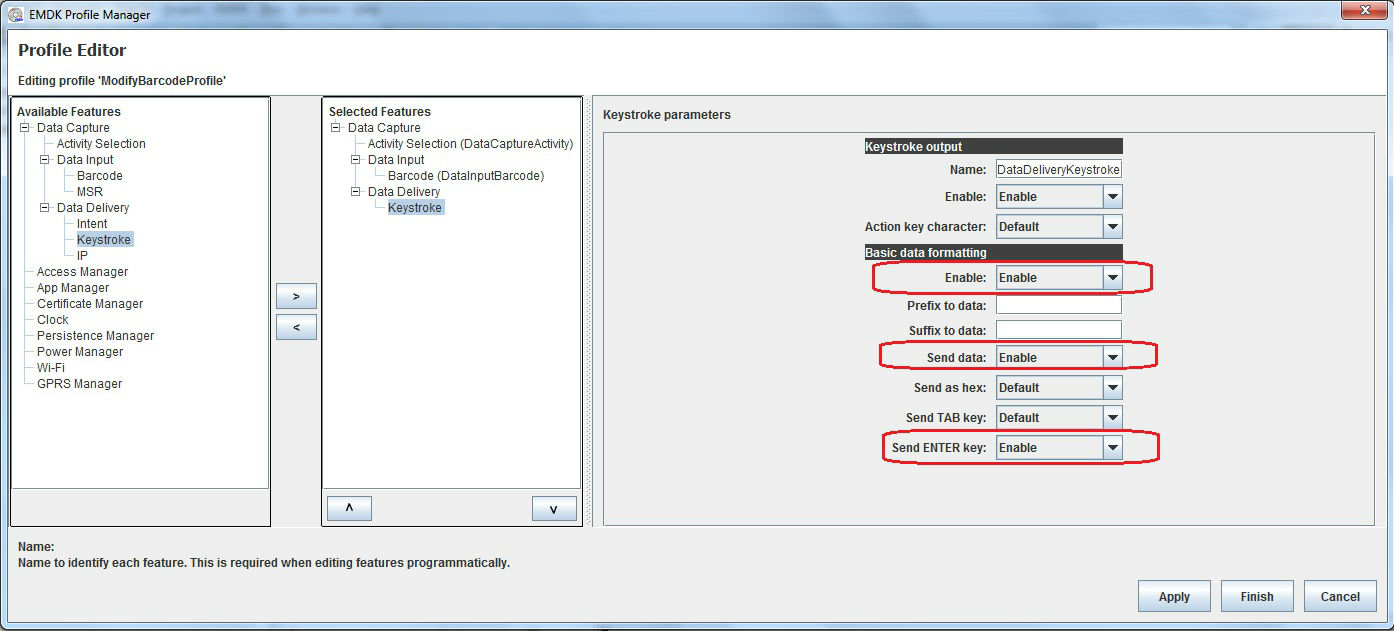 EMDK Profile Manager
Profile Editor
Editing profile 'ModifyBarcodeProfile'
Available Features
Data Capture
Activity Selection
Data Input
Barcode
MSR
Data Delivery
Intent
Keystroke
IP
Access Manager
App Manager
Certificate Manager
Clock
Persistence Manager
Power Manager
Wi-Fi
GPRS Manager
>
<
Selected Features
Data Capture
Activity Selection (DataCaptureActivity)
Data Input
Barcode (DataInputBarcode)
Data Delivery
Keystroke
Keystroke parameters
Keystroke output
Name: DataDeliveryKeystroke
Enable: Enable
Action key character: Default
Basic data formatting
Enable: Enable
Prefix to data:
Suffix to data:
Send data: Enable
Send as hex: Default
Send TAB key: Default
Send ENTER key: Enable
Name:
Name to identify each feature. This is required when editing features programmatically.
Apply Finish Cancel